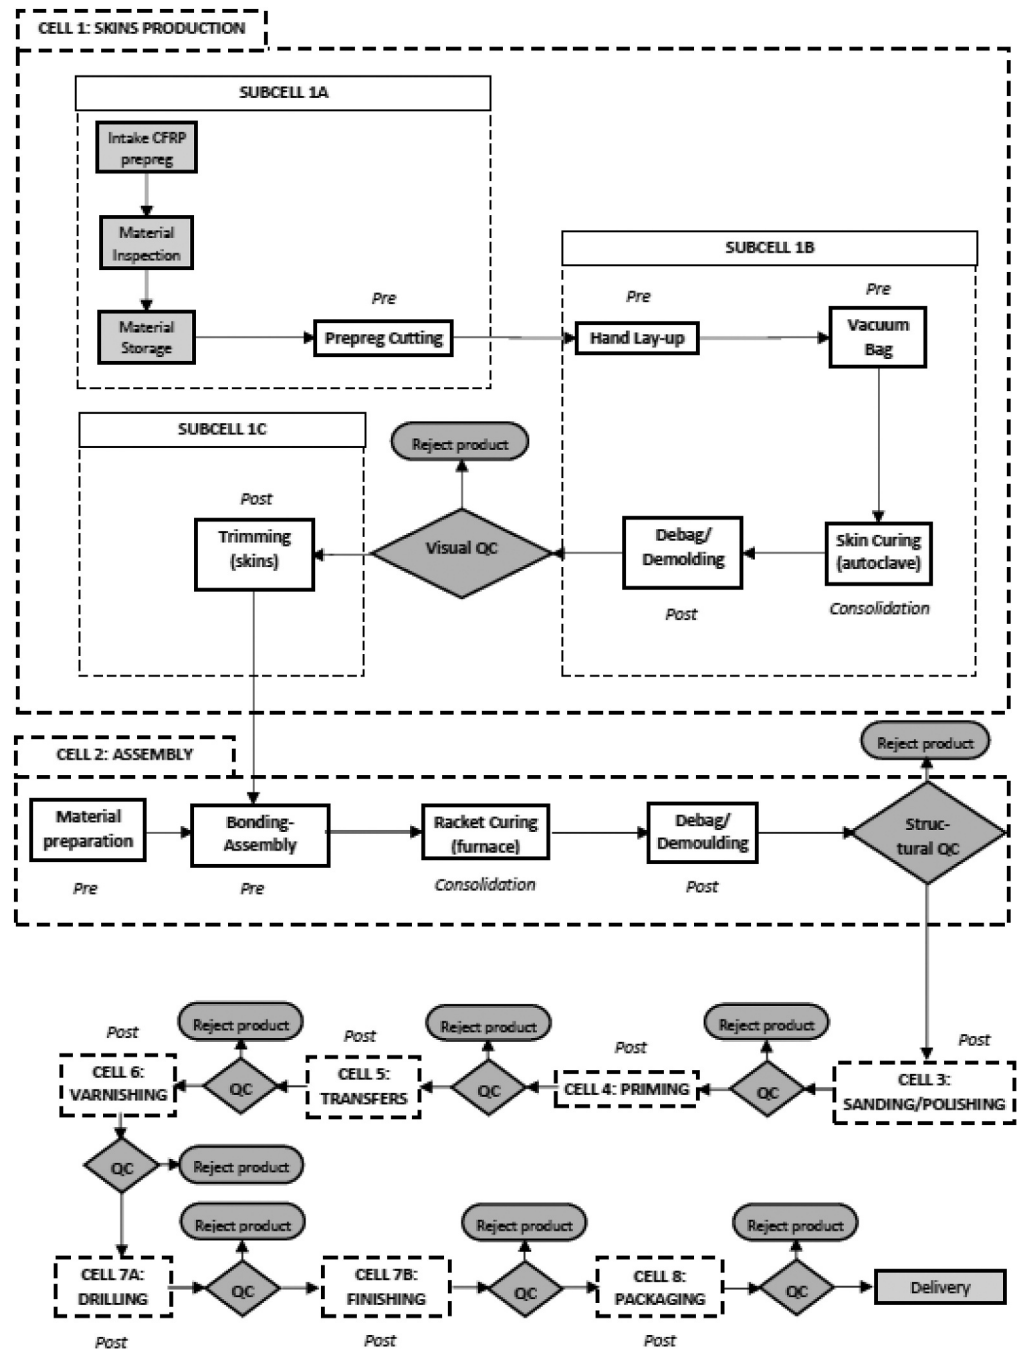 CELL 1: SKINS PRODUCTION
SUBCELL 1A
Intake CFRP
prepreg
Material
Inspection
Material
Storage
Pre
Prepreg Cutting
SUBCELL 1B
Pre
Hand Lay-up
Pre
Vacuum
Bag
SUBCELL 1C
Post
Trimming
(skins)
Reject product
Visual QC
Debag/
Demolding
Post
Skin Curing
(autoclave)
Consolidation
CELL 2: ASSEMBLY
Material
preparation
Pre
Bonding-
Assembly
Pre
Racket Curing
(furnace)
Consolidation
Debag/
Demoulding
Post
Reject product
Struc-
tural QC
Post
CELL 3:
SANDING/POLISHING
Reject product
QC
Post
CELL 4: PRIMING
Reject product
QC
Post
CELL 5:
TRANSFERS
Reject product
QC
Post
CELL 6:
VARNISHING
QC
Reject product
CELL 7A:
DRILLING
Post
Reject product
QC
CELL 7B:
FINISHING
Post
Reject product
QC
CELL 8:
PACKAGING
Post
Reject product
QC
Delivery